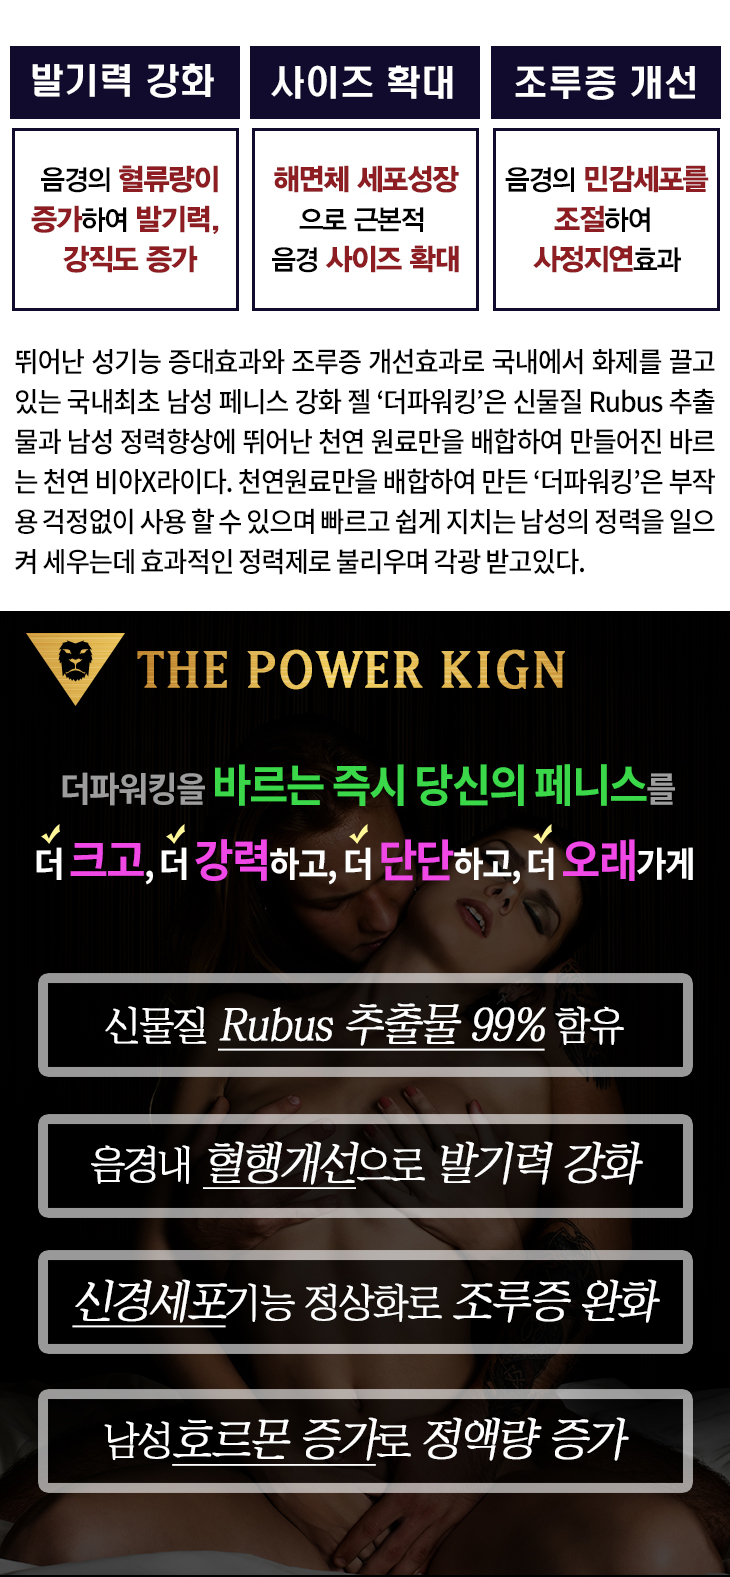 발기력 강화
사이즈 확대
조루증 개선
음경의 혈류량이
증가하여 발기력,
강직도 증가
해면체 세포성장
으로 근본적
음경 사이즈 확대
음경의 민감세포를
조절하여
사정지연효과
뛰어난 성기능 증대효과와 조루증 개선효과로 국내에서 화제를 끌고
있는 국내최초 남성 페니스 강화 젤 ‘더파워킹’은 신물질 Rubus 추출
물과 남성 정력향상에 뛰어난 천연 원료만을 배합하여 만들어진 바르
는 천연 비아X라이다. 천연원료만을 배합하여 만든 ‘더파워킹’은 부작
용 걱정없이 사용 할 수 있으며 빠르고 쉽게 지치는 남성의 정력을 일으
켜 세우는데 효과적인 정력제로 불리우며 각광 받고있다.
THE POWER KIGN
더파워킹을 바르는 즉시 당신의 페니스를
더 크고, 더 강력하고, 더 단단하고, 더 오래가게
신물질 Rubus 추출물 99% 함유
음경내 혈행개선으로 발기력 강화
신경세포기능 정상화로 조루증 완화
남성호르몬 증가로 정액량 증가